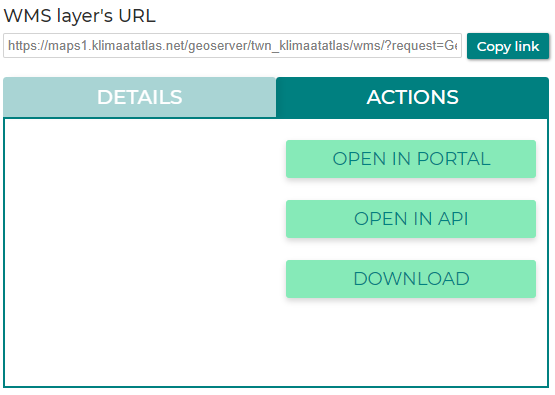 WMS layer's URL
https://maps1.klimaatatlas.net/geoserver/twn_klimaatatlas/wms/?request=Ge
Copy link
DETAILS
ACTIONS
OPEN IN PORTAL
OPEN IN API
DOWNLOAD